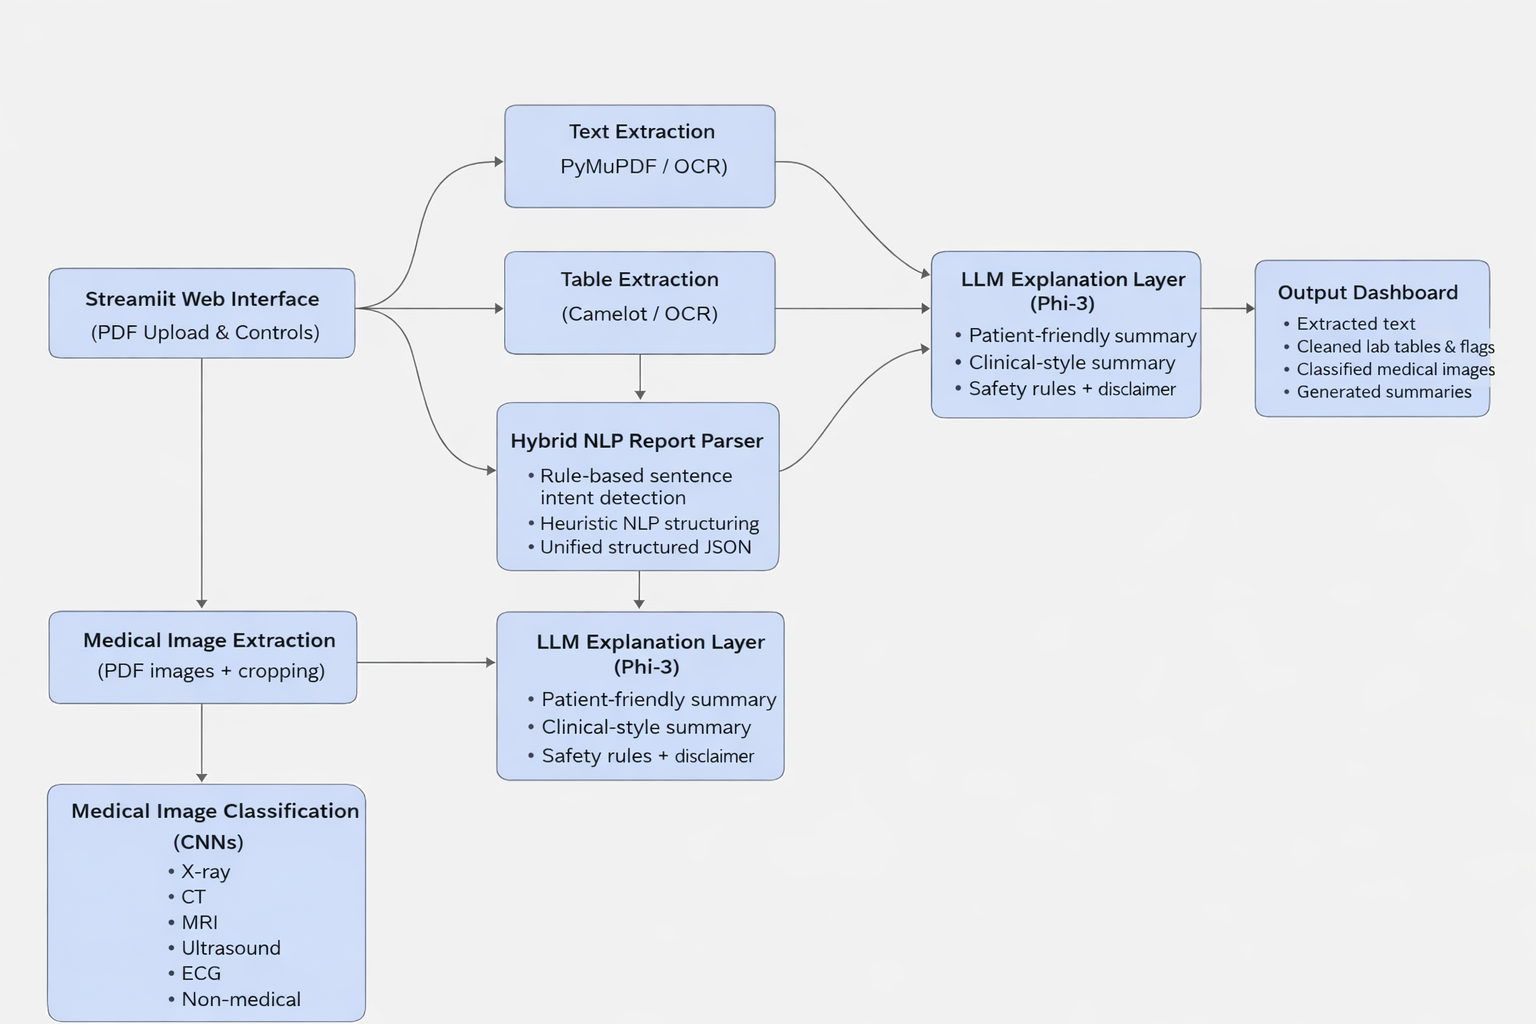 Text Extraction
PyMuPDF / OCR)
Streamiit Web Interface
(PDF Upload & Controls)
Table Extraction
(Camelot / OCR)
LLM Explanation Layer
(Phi-3)
• Patient-friendly summary
• Clinical-style summary
• Safety rules + disclaimer
Output Dashboard
• Extracted text
• Cleaned lab tables & flags
• Classified medical images
• Generated summaries
Hybrid NLP Report Parser
• Rule-based sentence
intent detection
• Heuristic NLP structuring
• Unified structured JSON
Medical Image Extraction
(PDF images + cropping)
LLM Explanation Layer
(Phi-3)
• Patient-friendly summary
• Clinical-style summary
• Safety rules + disclaimer
Medical Image Classification
(CNNs)
• X-ray
• CT
• MRI
• Ultrasound
• ECG
• Non-medical